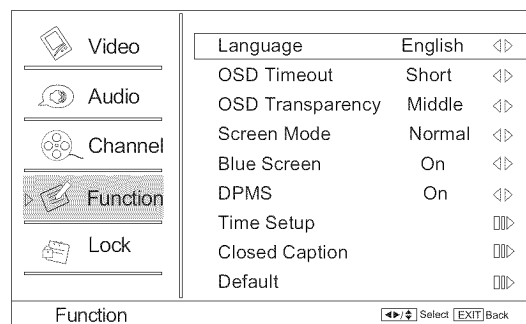 Video
Audio
Channel
Function
Lock
Language English
OSD Timeout Short
OSD Transparency Middle
Screen Mode Normal
Blue Screen On
DPMS On
Time Setup
Closed Caption
Default
Function
/ Select EXIT Back